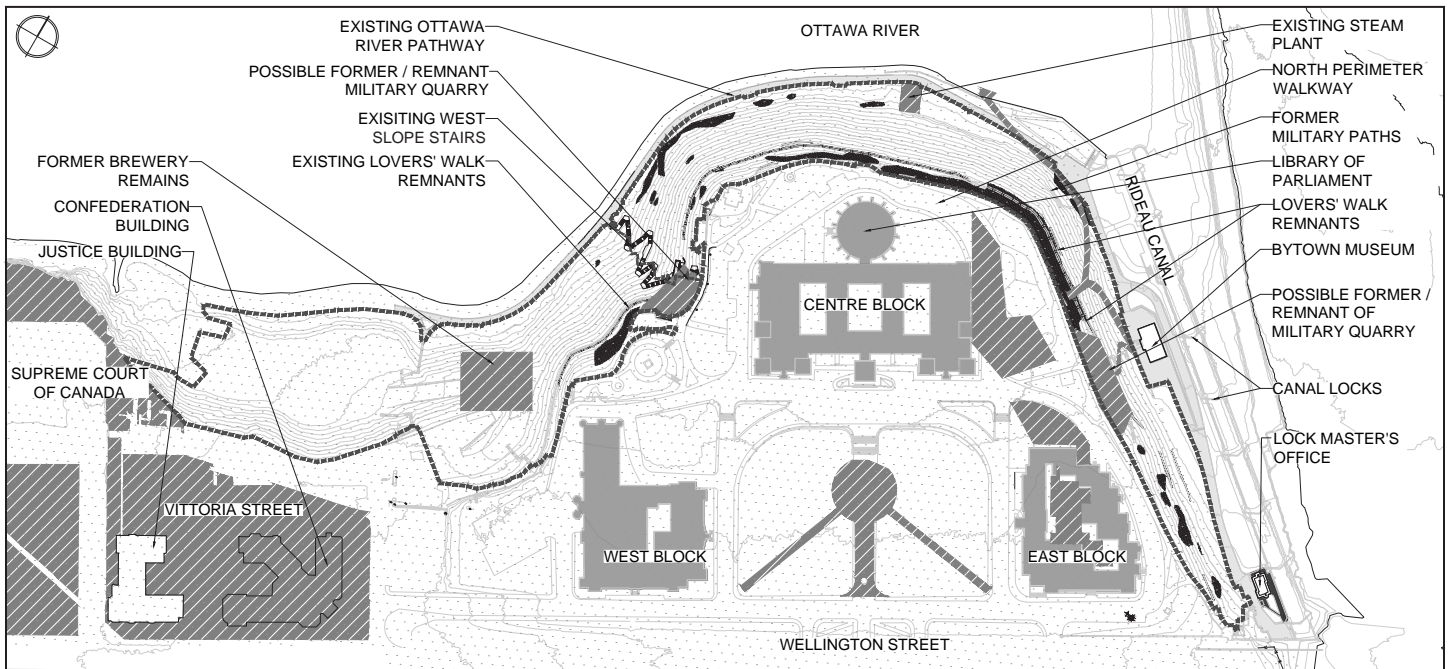 EXISTING OTTAWA
RIVER PATHWAY
POSSIBLE FORMER / REMNANT
MILITARY QUARRY
EXISITING WEST
SLOPE STAIRS
EXISTING LOVERS' WALK
REMNANTS
FORMER BREWERY
REMAINS
CONFEDERATION
BUILDING
JUSTICE BUILDING
SUPREME COURT
OF CANADA
VITTORIA STREET
OTTAWA RIVER
CENTRE BLOCK
WEST BLOCK
EAST BLOCK
WELLINGTON STREET
RIDEAU CANAL
EXISTING STEAM
PLANT
NORTH PERIMETER
WALKWAY
FORMER
MILITARY PATHS
LIBRARY OF
PARLIAMENT
LOVERS' WALK
REMNANTS
BYTOWN MUSEUM
POSSIBLE FORMER /
REMNANT OF
MILITARY QUARRY
CANAL LOCKS
LOCK MASTER'S
OFFICE